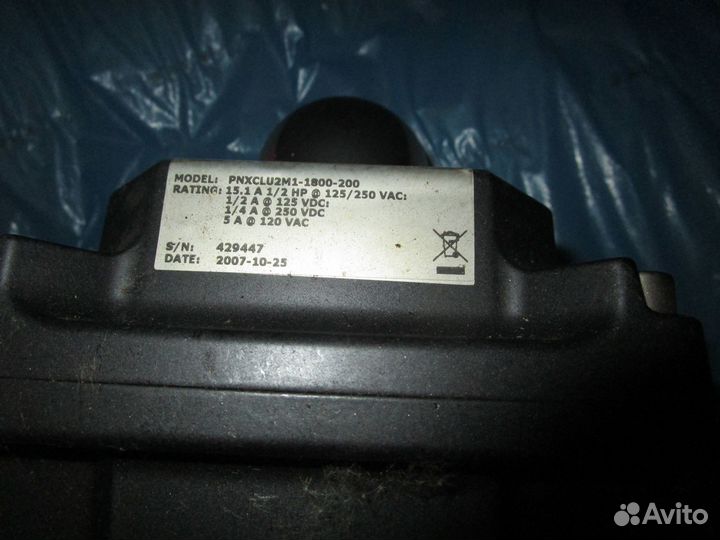 MODEL: PNXCLU2M1-1800-200
RATING: 15.1 A 1/2 HP @ 125/250 VAC:
1/2 A @ 125 VDC:
1/4 A @ 250 VDC
5 A @ 120 VAC
S/N: 429447
DATE: 2007-10-25
Avito